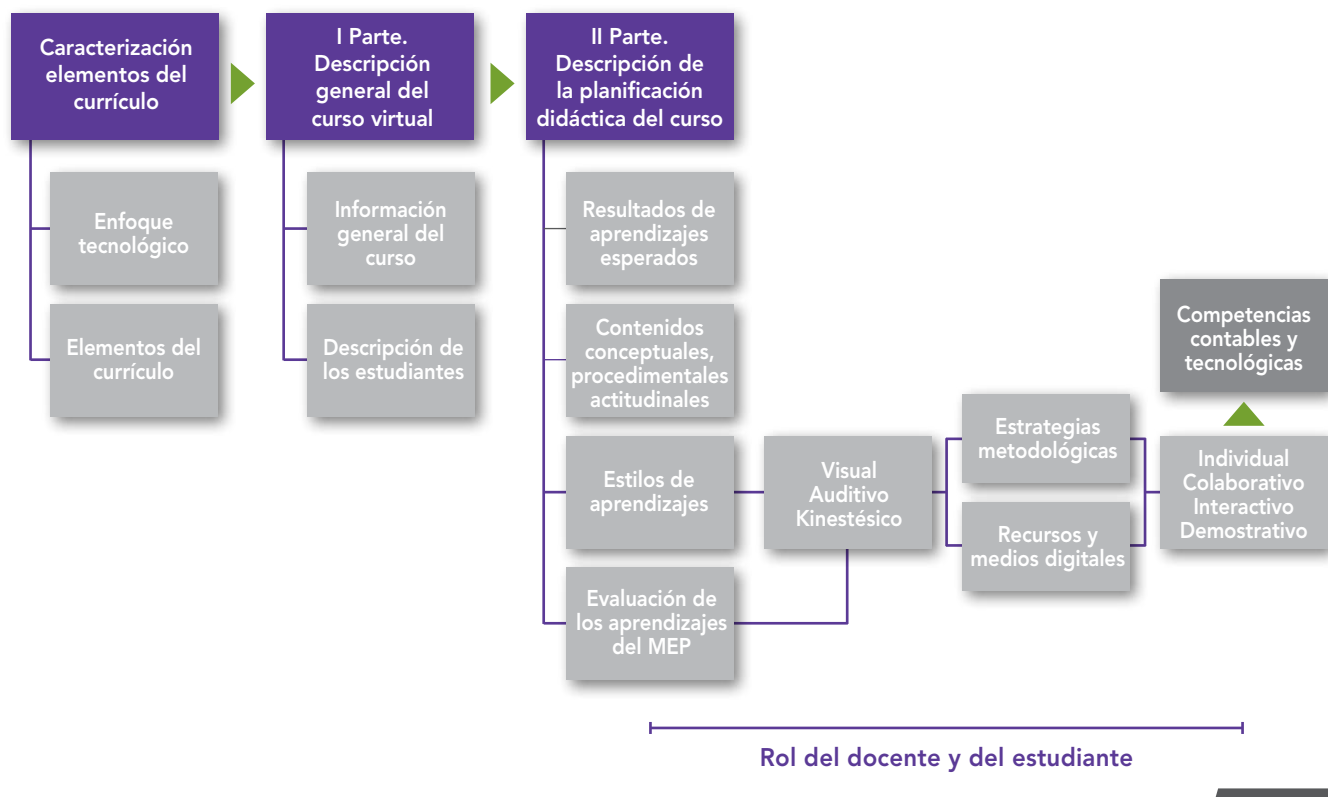 Caracterización
elementos del
currículo
I Parte.
Descripción
general del
curso virtual
II Parte.
Descripción de
la planificación
didáctica del curso
Enfoque
tecnológico
Elementos del
currículo
Información
general del
curso
Descripción de
los estudiantes
Resultados de
aprendizajes
esperados
Contenidos
conceptuales,
procedimentales
actitudinales
Estilos de
aprendizajes
Evaluación de
los aprendizajes
del MEP
Visual
Auditivo
Kinestésico
Estrategias
metodológicas
Recursos y
medios digitales
Individual
Colaborativo
Interactivo
Demostrativo
Competencias
contables y
tecnológicas
Rol del docente y del estudiante